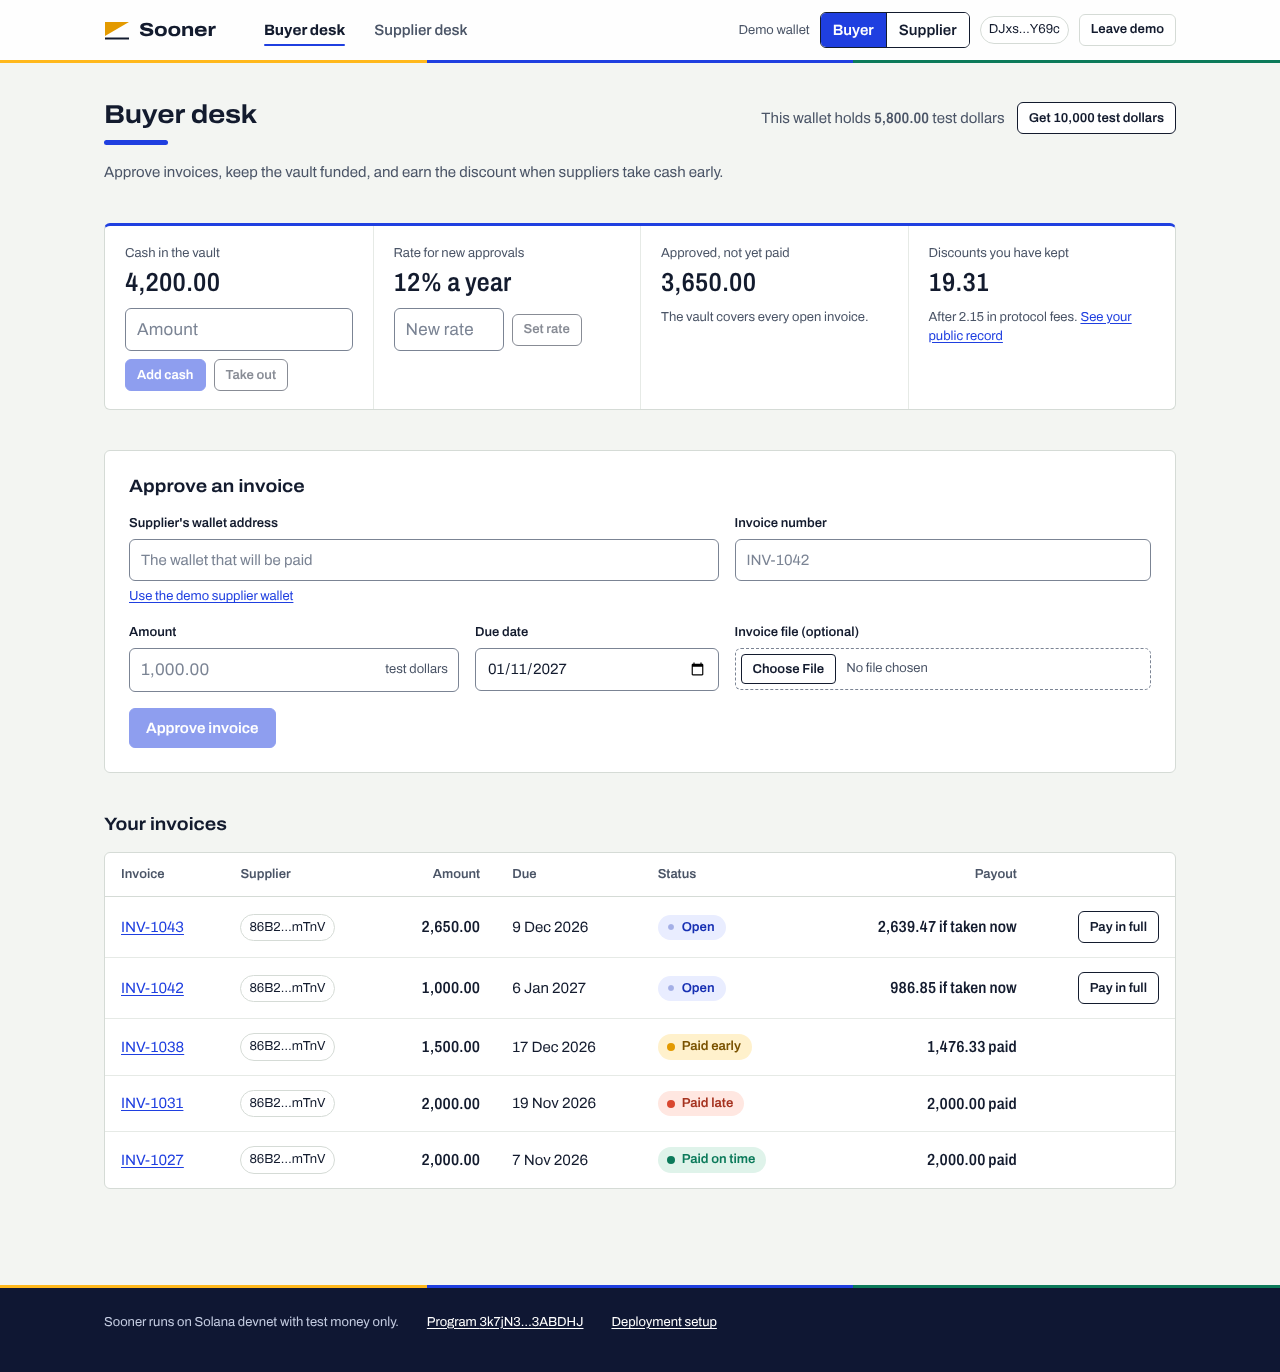 Sooner
Buyer desk
Supplier desk
Demo wallet
Buyer
Supplier
DJxs...Y69c
Leave demo
Buyer desk
This wallet holds 5,800.00 test dollars
Get 10,000 test dollars
Approve invoices, keep the vault funded, and earn the discount when suppliers take cash early.
Cash in the vault
4,200.00
Amount
Add cash
Take out
Rate for new approvals
12% a year
New rate
Set rate
Approved, not yet paid
3,650.00
The vault covers every open invoice.
Discounts you have kept
19.31
After 2.15 in protocol fees. See your
public record
Approve an invoice
Supplier's wallet address
The wallet that will be paid
Use the demo supplier wallet
Invoice number
INV-1042
Amount
1,000.00
test dollars
Due date
01/11/2027
Invoice file (optional)
Choose File
No file chosen
Approve invoice
Your invoices
Invoice Supplier Amount Due Status Payout
INV-1043 86B2...mTnV 2,650.00 9 Dec 2026 Open 2,639.47 if taken now Pay in full
INV-1042 86B2...mTnV 1,000.00 6 Jan 2027 Open 986.85 if taken now Pay in full
INV-1038 86B2...mTnV 1,500.00 17 Dec 2026 Paid early 1,476.33 paid
INV-1031 86B2...mTnV 2,000.00 19 Nov 2026 Paid late 2,000.00 paid
INV-1027 86B2...mTnV 2,000.00 7 Nov 2026 Paid on time 2,000.00 paid
Sooner runs on Solana devnet with test money only.
Program 3k7jN3...3ABDHJ
Deployment setup